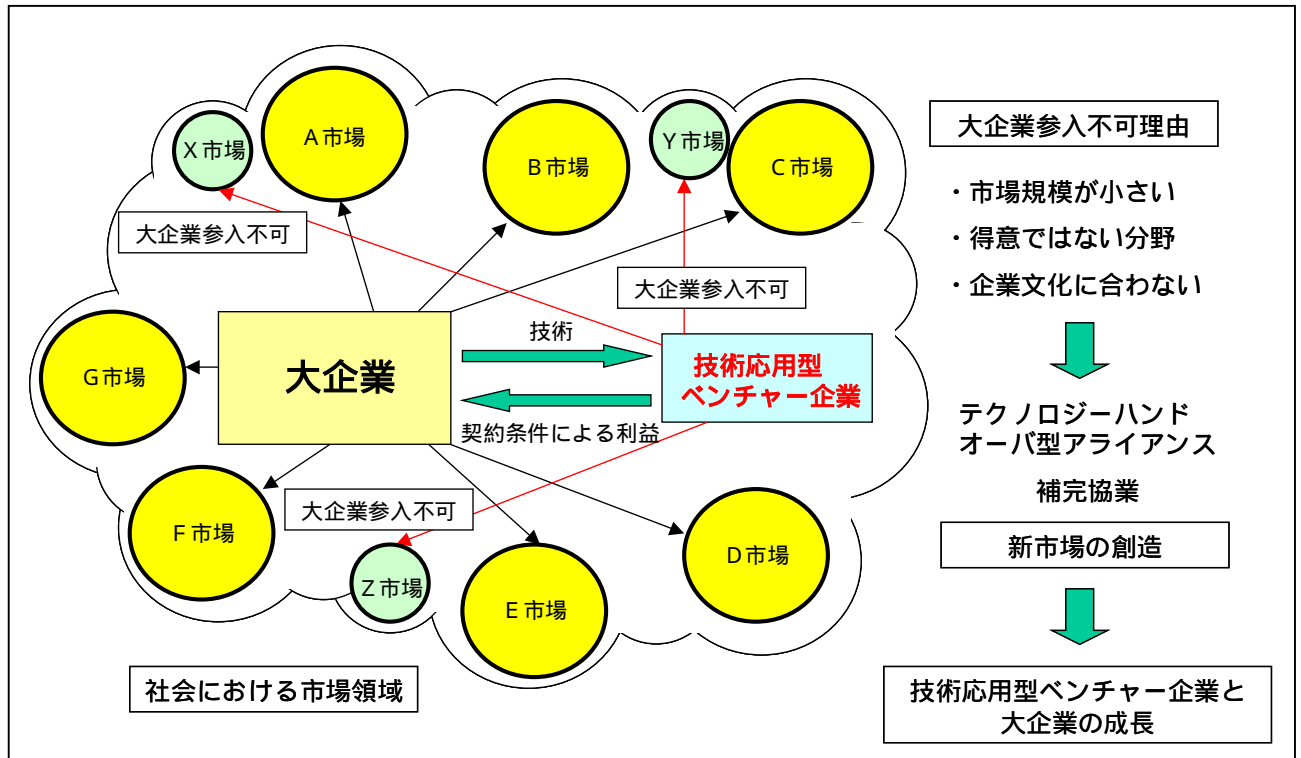 X市場
A市場
B市場
Y市場
C市場
大企業参入不可
大企業参入不可
G市場
大企業
技術
技術応用型
ベンチャー企業
契約条件による利益
大企業参入不可
F市場
Z市場
E市場
D市場
社会における市場領域
大企業参入不可理由
・市場規模が小さい
・得意ではない分野
・企業文化に合わない
テクノロジーハンド
オーバ型アライアンス
補完協業
新市場の創造
技術応用型ベンチャー企業と
大企業の成長